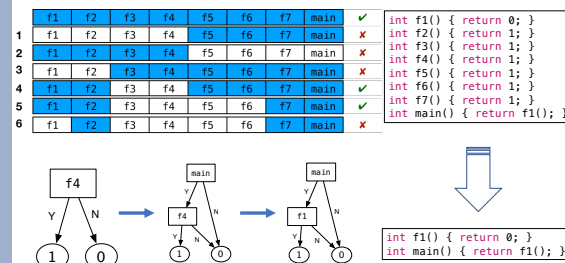 f1 f2 f3 f4 f5 f6 f7 main ✔
1 f1 f2 f3 f4 f5 f6 f7 main ✘
2 f1 f2 f3 f4 f5 f6 f7 main ✘
3 f1 f2 f3 f4 f5 f6 f7 main ✘
4 f1 f2 f3 f4 f5 f6 f7 main ✔
5 f1 f2 f3 f4 f5 f6 f7 main ✔
6 f1 f2 f3 f4 f5 f6 f7 main ✘
int f1() { return 0; }
int f2() { return 1; }
int f3() { return 1; }
int f4() { return 1; }
int f5() { return 1; }
int f6() { return 1; }
int f7() { return 1; }
int main() { return f1(); }
f4
Y N
1 0
main
Y
N
f4
Y
N
1 0
main
Y
N
f1
Y
N
1 0
int f1() { return 0; }
int main() { return f1(); }